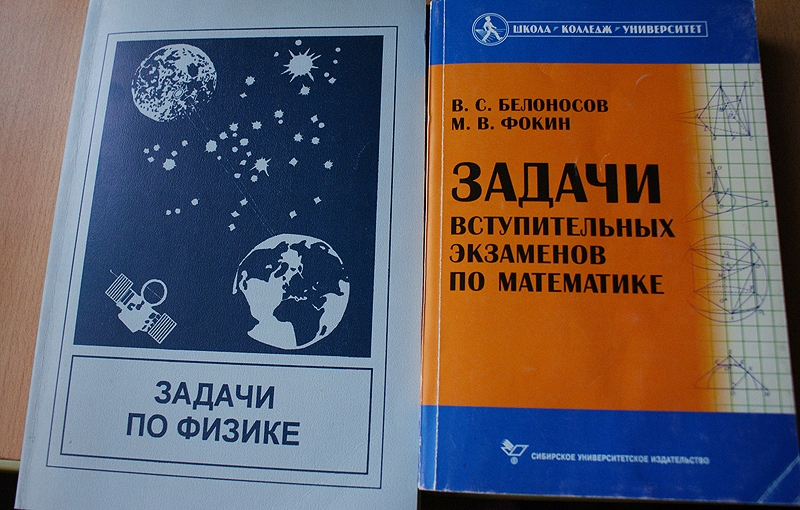 ЗАДАЧИ
ПО ФИЗИКЕ
ШКОЛА • КОЛЛЕДЖ • УНИВЕРСИТЕТ
В. С. БЕЛОНОСОВ
М. В. ФОКИН
ЗАДАЧИ
ВСТУПИТЕЛЬНЫХ
ЭКЗАМЕНОВ
ПО МАТЕМАТИКЕ
СИБИРСКОЕ УНИВЕРСИТЕТСКОЕ ИЗДАТЕЛЬСТВО